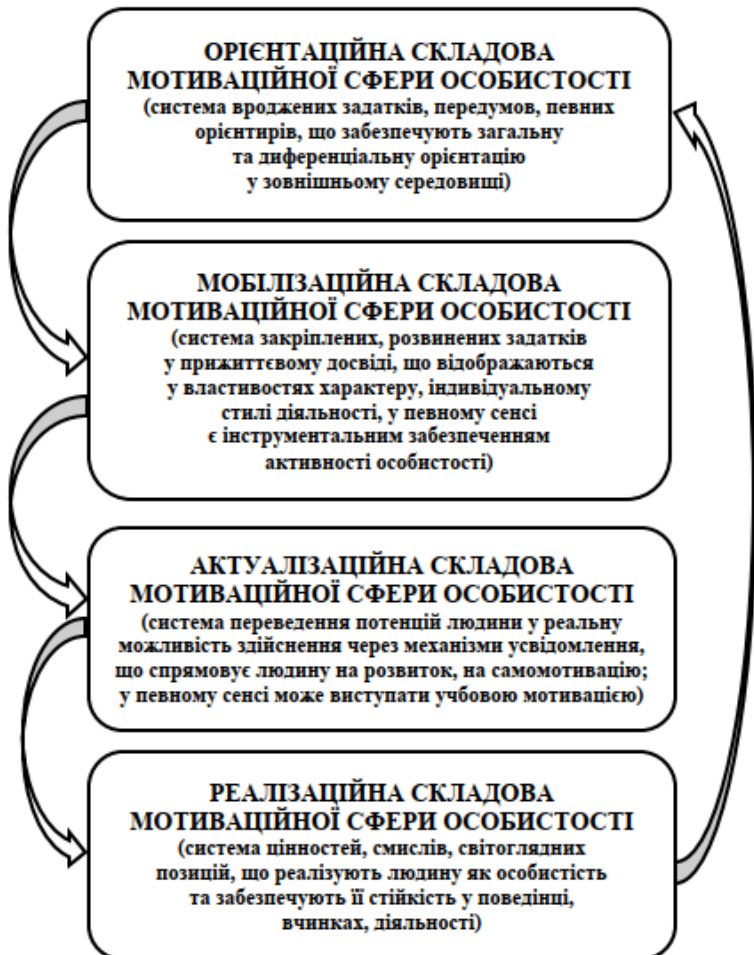 ОРІЄНТАЦІЙНА СКЛАДОВА
МОТИВАЦІЙНОЇ СФЕРИ ОСОБИСТОСТІ
(система вроджених задатків, передумов, певних
орієнтирів, що забезпечують загальну
та диференціальну орієнтацію
у зовнішньому середовищі)
МОБІЛІЗАЦІЙНА СКЛАДОВА
МОТИВАЦІЙНОЇ СФЕРИ ОСОБИСТОСТІ
(система закріплених, розвинених задатків
у прижиттєвому досвіді, що відображаються
у властивостях характеру, індивідуальному
стилі діяльності, у певному сенсі
є інструментальним забезпеченням
активності особистості)
АКТУАЛІЗАЦІЙНА СКЛАДОВА
МОТИВАЦІЙНОЇ СФЕРИ ОСОБИСТОСТІ
(система переведення потенцій людини у реальну
можливість здійснення через механізми усвідомлення,
що спрямовує людину на розвиток, на самомотивацію;
у певному сенсі може виступати учбовою мотивацією)
РЕАЛІЗАЦІЙНА СКЛАДОВА
МОТИВАЦІЙНОЇ СФЕРИ ОСОБИСТОСТІ
(система цінностей, смислів, світоглядних
позицій, що реалізують людину як особистість
та забезпечують її стійкість у поведінці,
вчинках, діяльності)